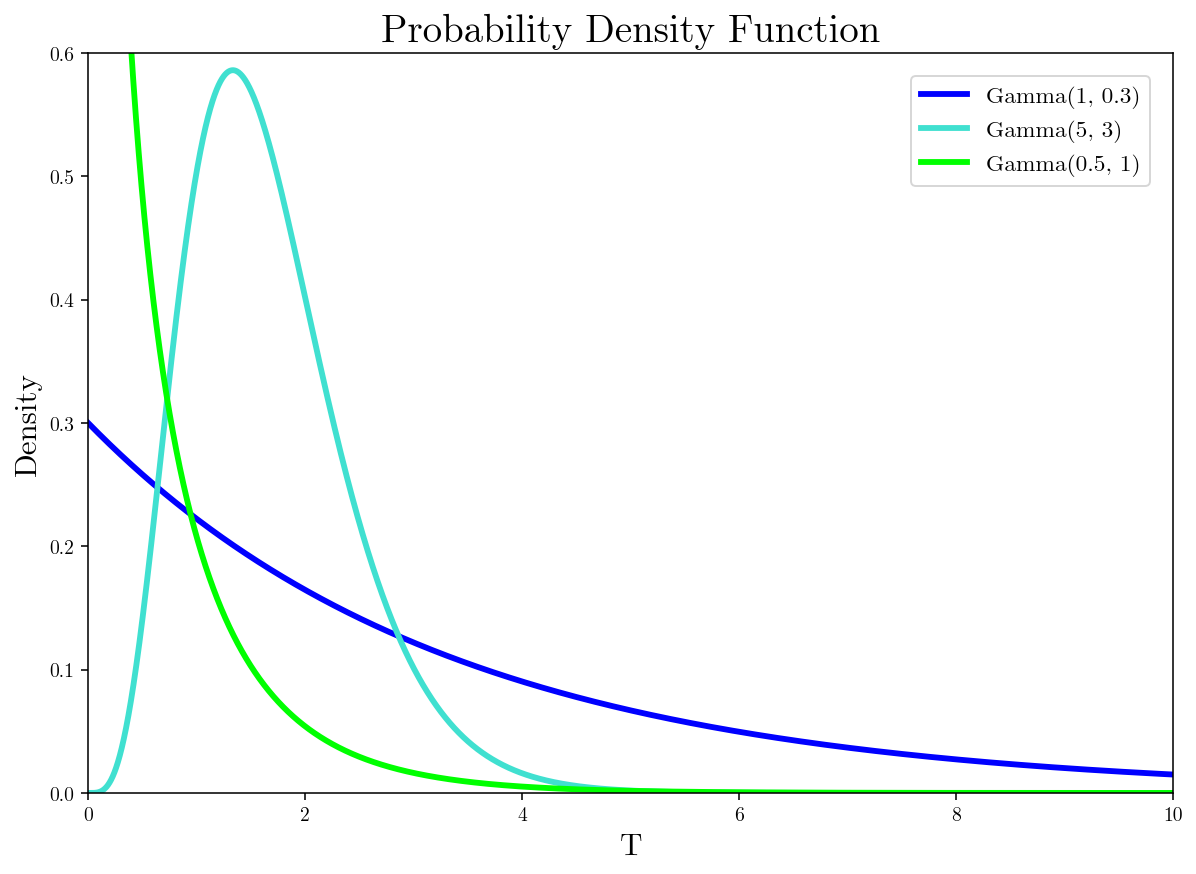 Probability Density Function
0.6
0.5
0.4
0.3
0.2
0.1
0.0
Density
Gamma(1, 0.3)
Gamma(5, 3)
Gamma(0.5, 1)
0 2 4 6 8 10
T